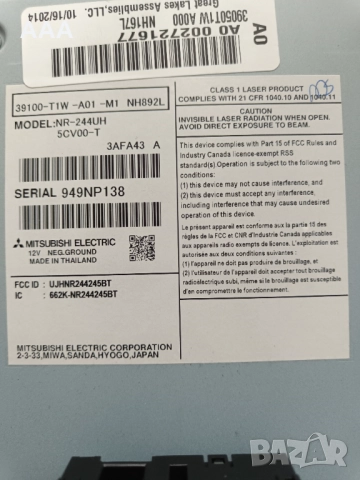 Great Lakes Assemblies, LLC. 10/16/2014
39050T1W A000 NH167L
A0 0002721677
A0
39100-T1W -A01 -M1 NH892L
MODEL: NR-244UH
5CV00-T
3AFA43 A
SERIAL 949NP138
MITSUBISHI ELECTRIC
12V NEG.GROUND
MADE IN THAILAND
FCC ID : UJHNR244245BT
IC : 662K-NR244245BT
MITSUBISHI ELECTRIC CORPORATION
2-3-33,MIWA,SANDA,HYOGO,JAPAN
CLASS 1 LASER PRODUCT
COMPLIES WITH 21 CFR 1040.10 AND 1040.11
CAUTION
INVISIBLE LASER RADIATION WHEN OPEN.
AVOID DIRECT EXPOSURE TO BEAM.
This device complies with Part 15 of FCC Rules and
Industry Canada licence-exempt RSS
standard(s). Operation is subject to the following two
conditions:
(1) this device may not cause interference, and
(2) this device must accept any interference,
including interference that may cause undesired
operation of this device.
Le présent appareil est conforme à la partie 15 des
règles de la FCC et CNR d'Industrie Canada applicables
aux appareils radio exempts de licence. L'exploitation est
autorisée aux deux conditions suivantes :
(1) l'appareil ne doit pas produire de brouillage, et
(2) l'utilisateur de l'appareil doit accepter tout brouillage
radioélectrique subi, même si le brouillage est susceptible
d'en compromettre le fonctionnement.
bazar